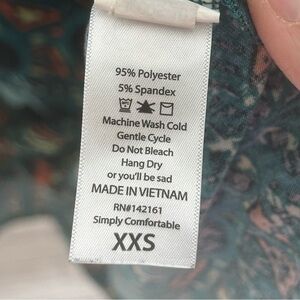 95% Polyester
5% Spandex
Machine Wash Cold
Gentle Cycle
Do Not Bleach
Hang Dry
or you'll be sad
MADE IN VIETNAM
RN#142161
Simply Comfortable
XXS